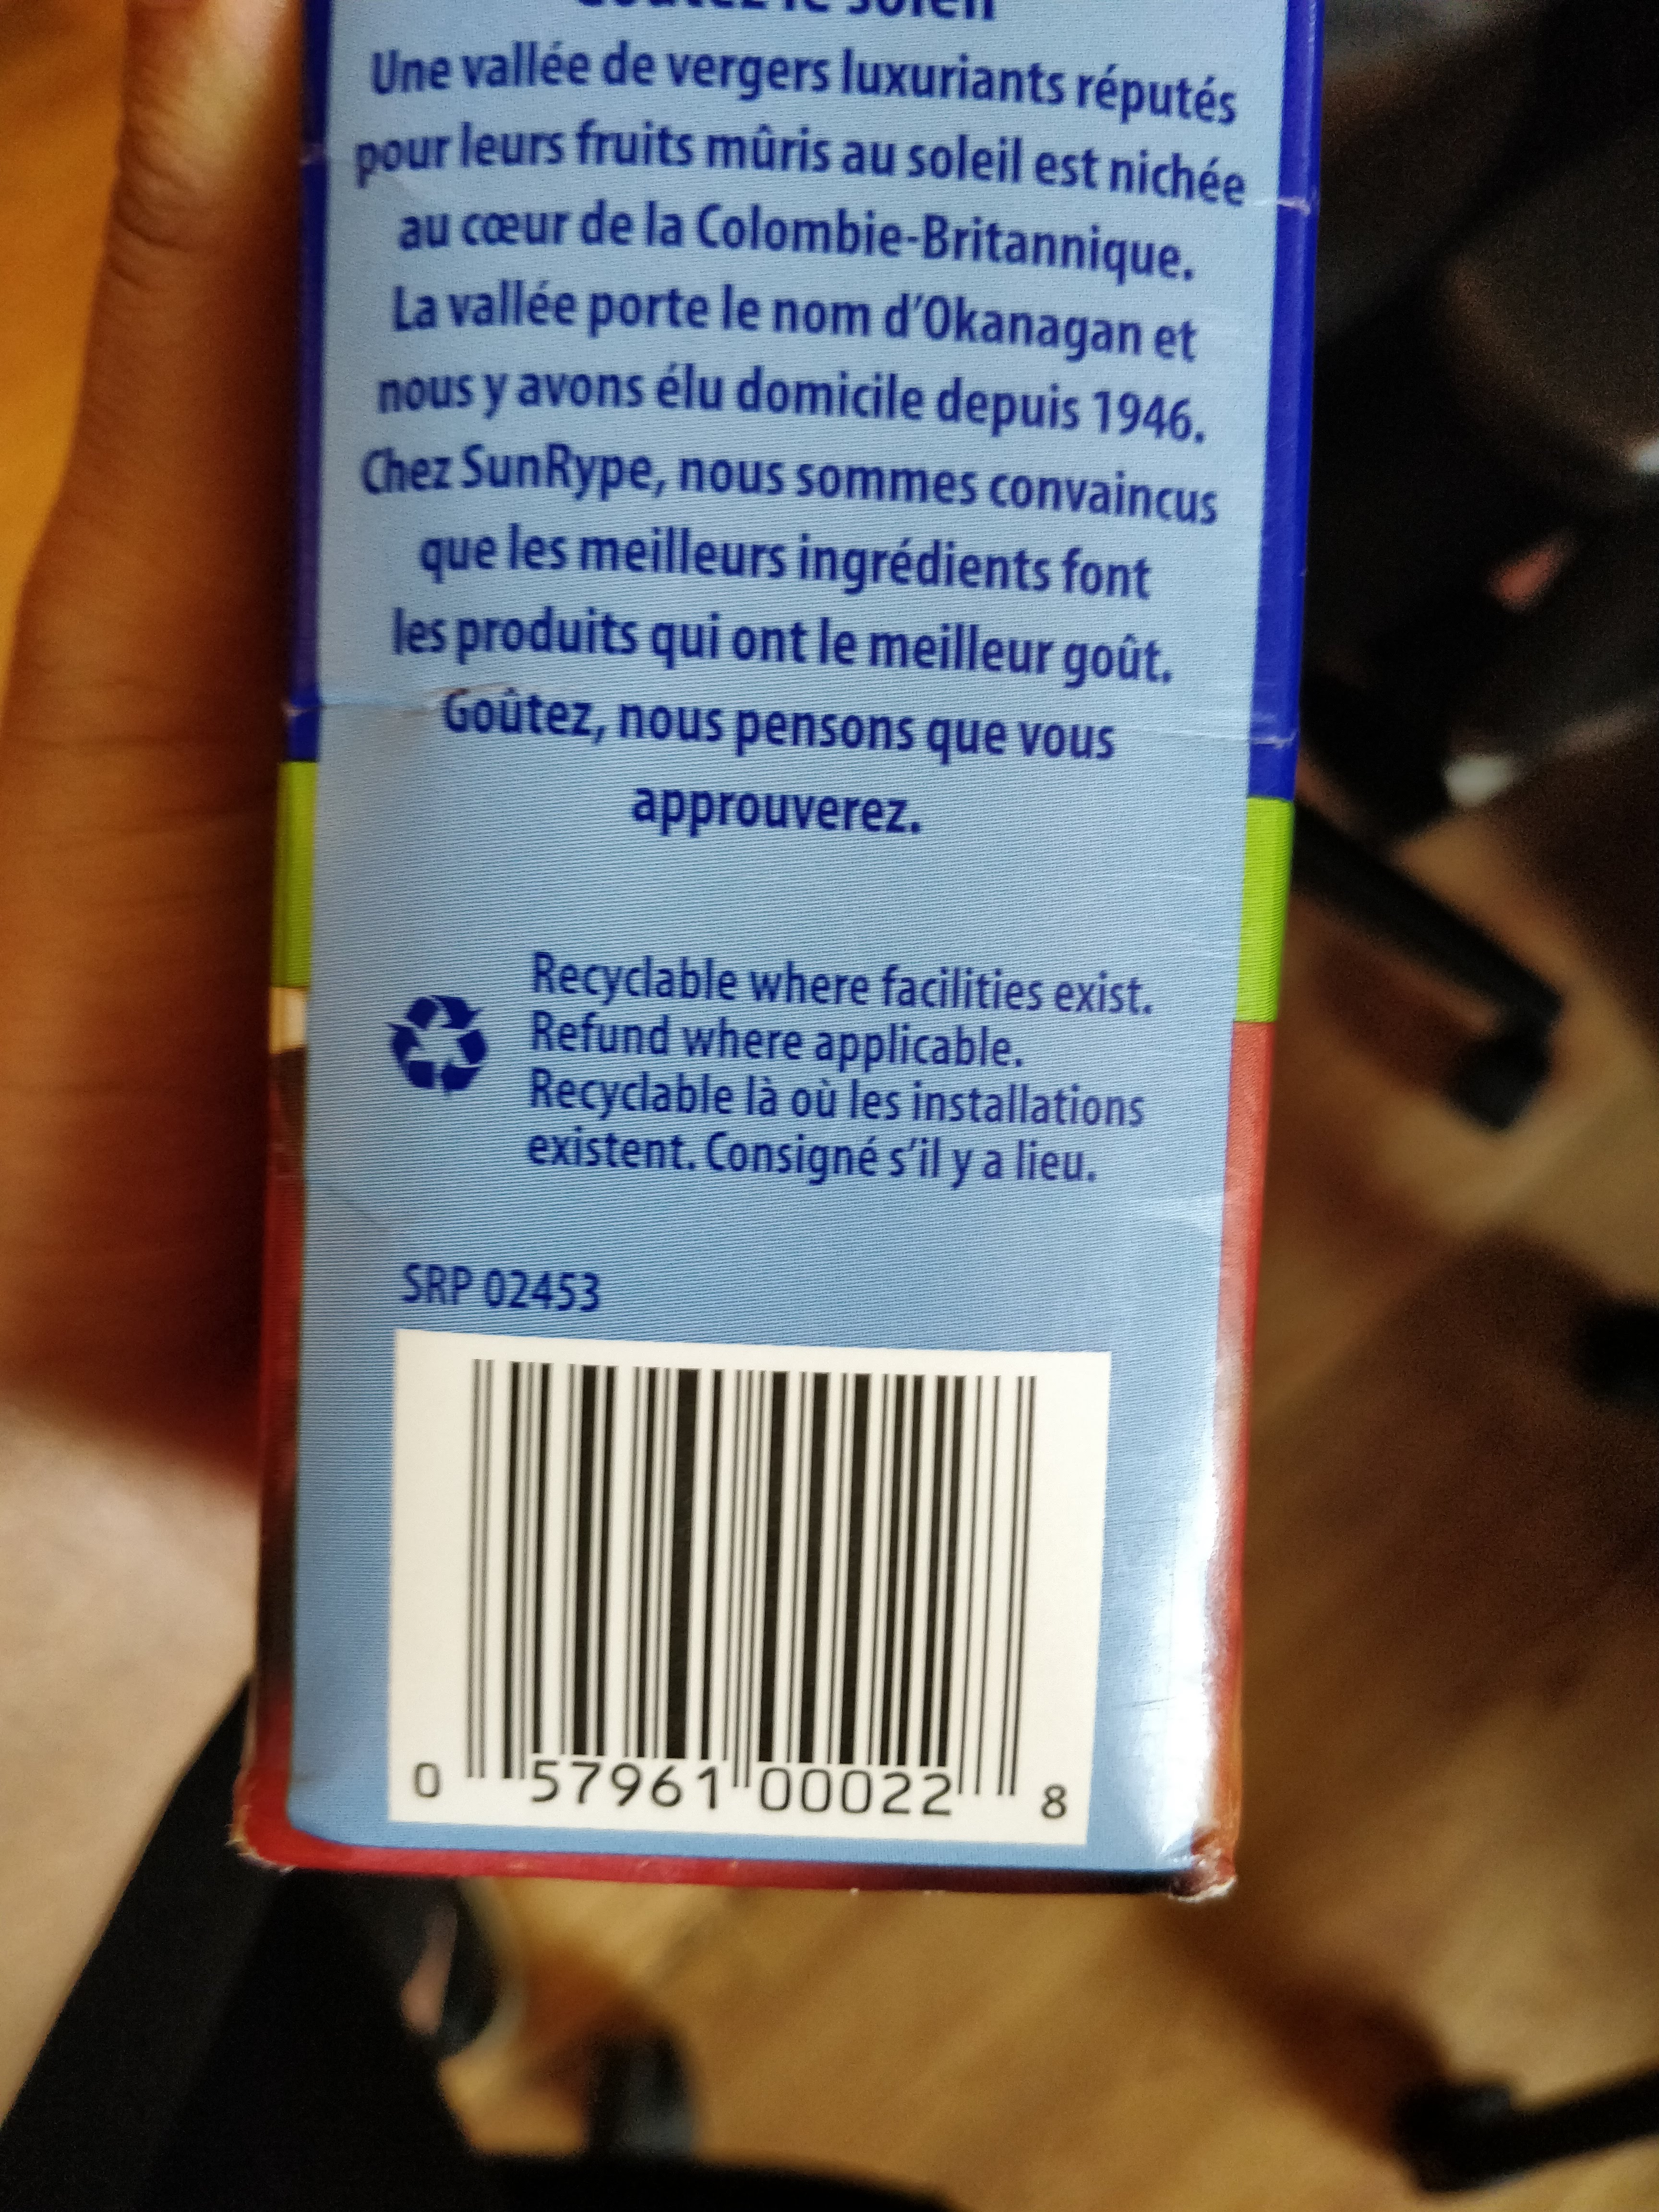 Goûtez le soleil
Une vallée de vergers luxuriants réputés
pour leurs fruits mûris au soleil est nichée
au cœur de la Colombie-Britannique.
La vallée porte le nom d'Okanagan et
nous y avons élu domicile depuis 1946.
Chez SunRype, nous sommes convaincus
que les meilleurs ingrédients font
les produits qui ont le meilleur goût.
Goûtez, nous pensons que vous
approuverez.
Recyclable where facilities exist.
Refund where applicable.
Recyclable là où les installations
existent. Consigné s'il y a lieu.
SRP 02453
0 57961 00022 8